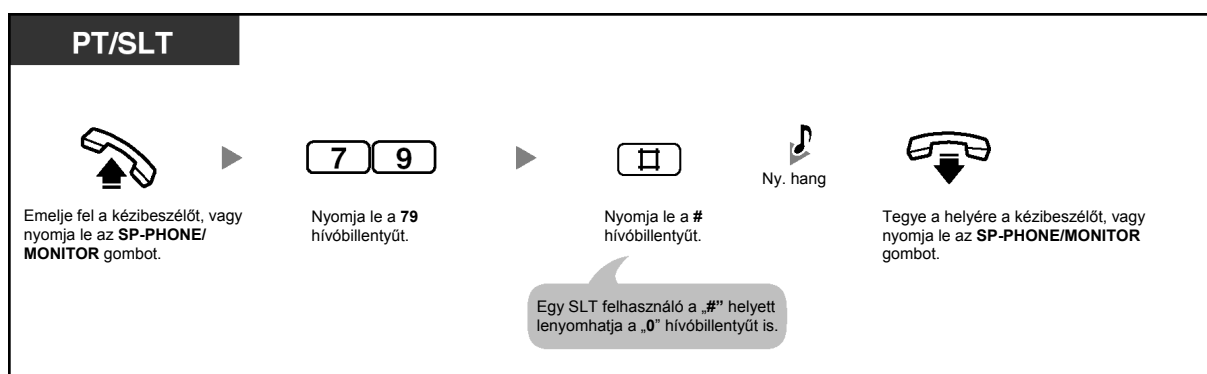 PT/SLT
7 9
Ny. hang
Emelje fel a kézibeszélőt, vagy
nyomja le az SP-PHONE/
MONITOR gombot.
Nyomja le a 79
hívóbillentyűt.
Nyomja le a #
hívóbillentyűt.
Tegye a helyére a kézibeszélőt, vagy
nyomja le az SP-PHONE/MONITOR
gombot.
Egy SLT felhasználó a „#” helyett
lenyomhatja a „0” hívóbillentyűt is.